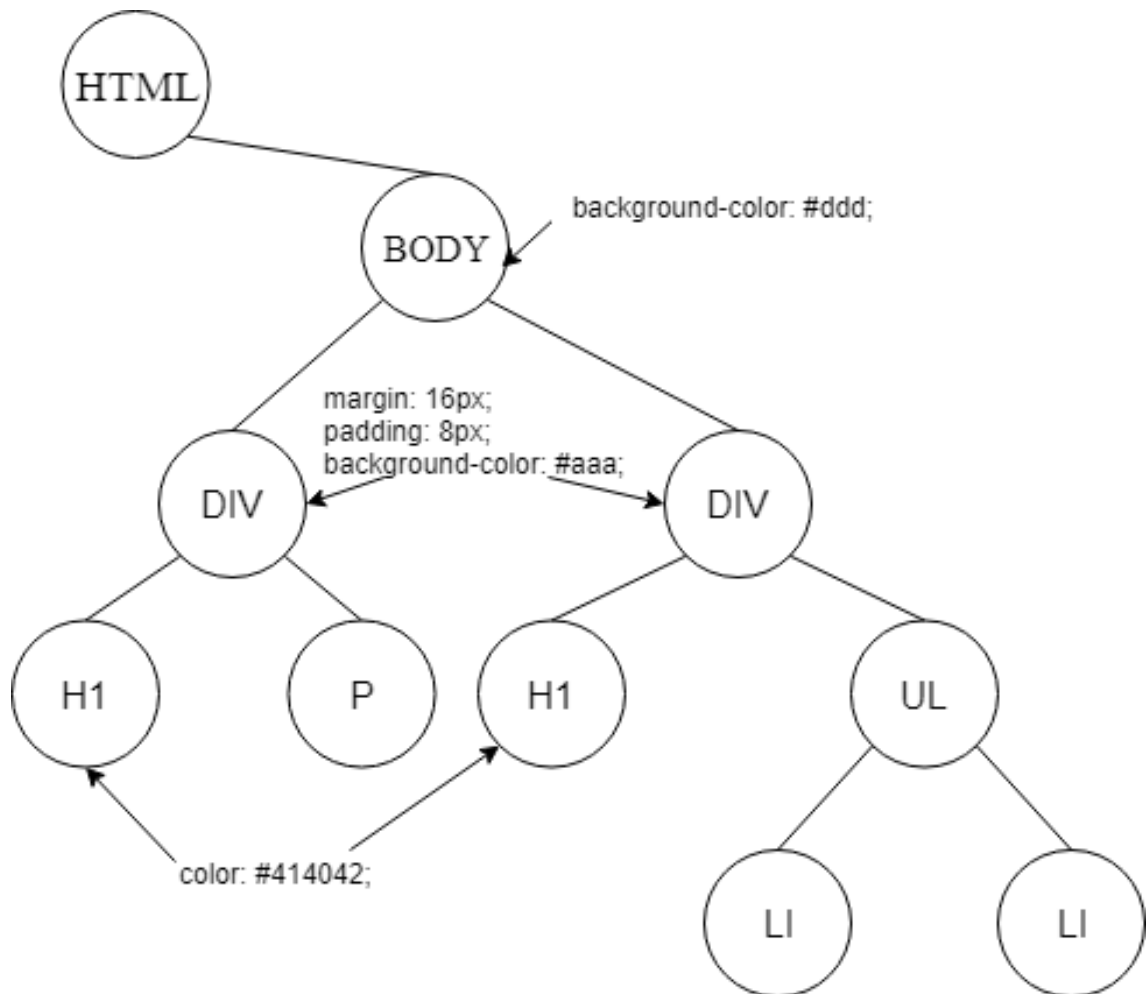 HTML
background-color: #ddd;
BODY
margin: 16px;
padding: 8px;
background-color: #aaa;
DIV
DIV
H1
P
H1
UL
color: #414042;
LI
LI